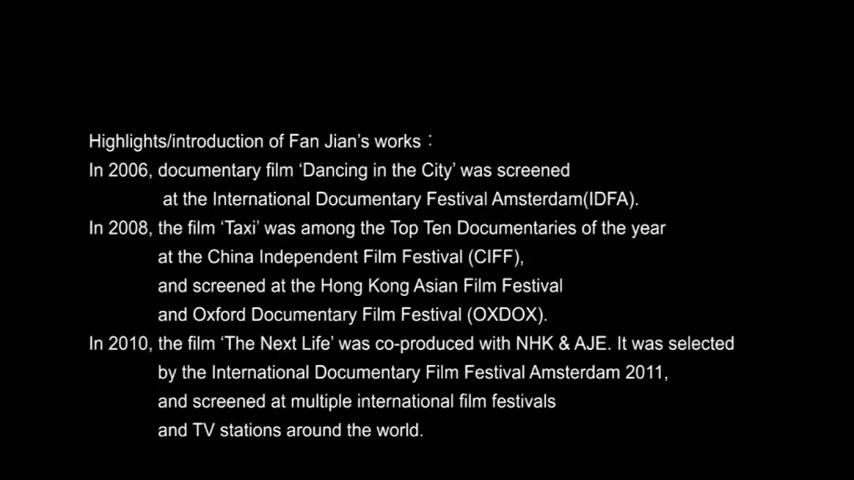 Highlights/introduction of Fan Jian’s works：
In 2006, documentary film ‘Dancing in the City’ was screened
at the International Documentary Festival Amsterdam(IDFA).
In 2008, the film ‘Taxi’ was among the Top Ten Documentaries of the year
at the China Independent Film Festival (CIFF),
and screened at the Hong Kong Asian Film Festival
and Oxford Documentary Film Festival (OXDOX).
In 2010, the film ‘The Next Life’ was co-produced with NHK & AJE. It was selected
by the International Documentary Film Festival Amsterdam 2011,
and screened at multiple international film festivals
and TV stations around the world.